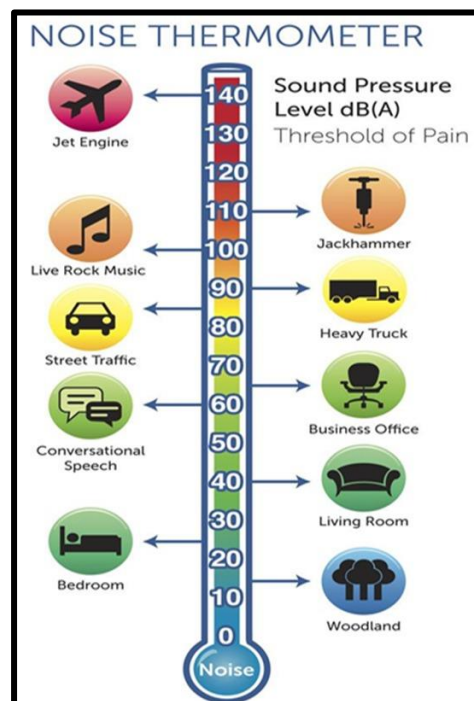 NOISE THERMOMETER
Sound Pressure
Level dB(A)
Threshold of Pain
140
130
120
110
100
90
80
70
60
50
40
30
20
10
0
Noise
Jet Engine
Live Rock Music
Street Traffic
Conversational
Speech
Bedroom
Jackhammer
Heavy Truck
Business Office
Living Room
Woodland